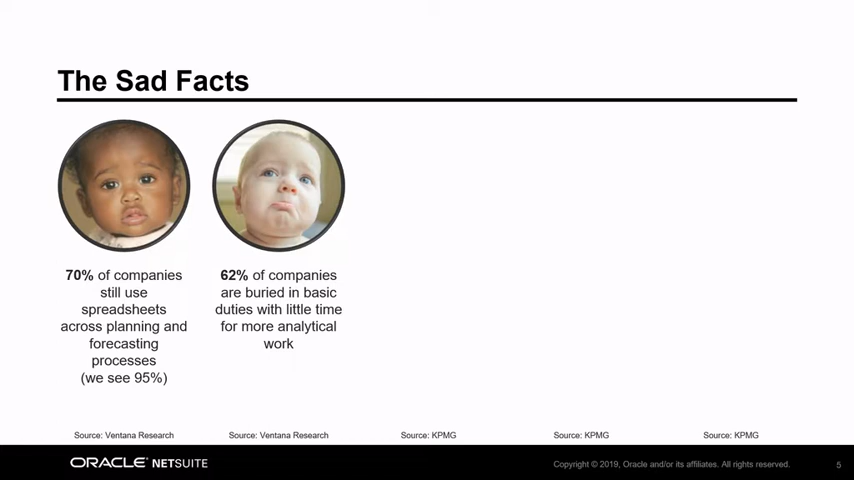 The Sad Facts
70% of companies
still use
spreadsheets
across planning and
forecasting
processes
(we see 95%)
62% of companies
are buried in basic
duties with little time
for more analytical
work
Source: Ventana Research
Source: Ventana Research
Source: KPMG
Source: KPMG
Source: KPMG
ORACLE NETSUITE
Copyright © 2019, Oracle and/or its affiliates. All rights reserved.
5